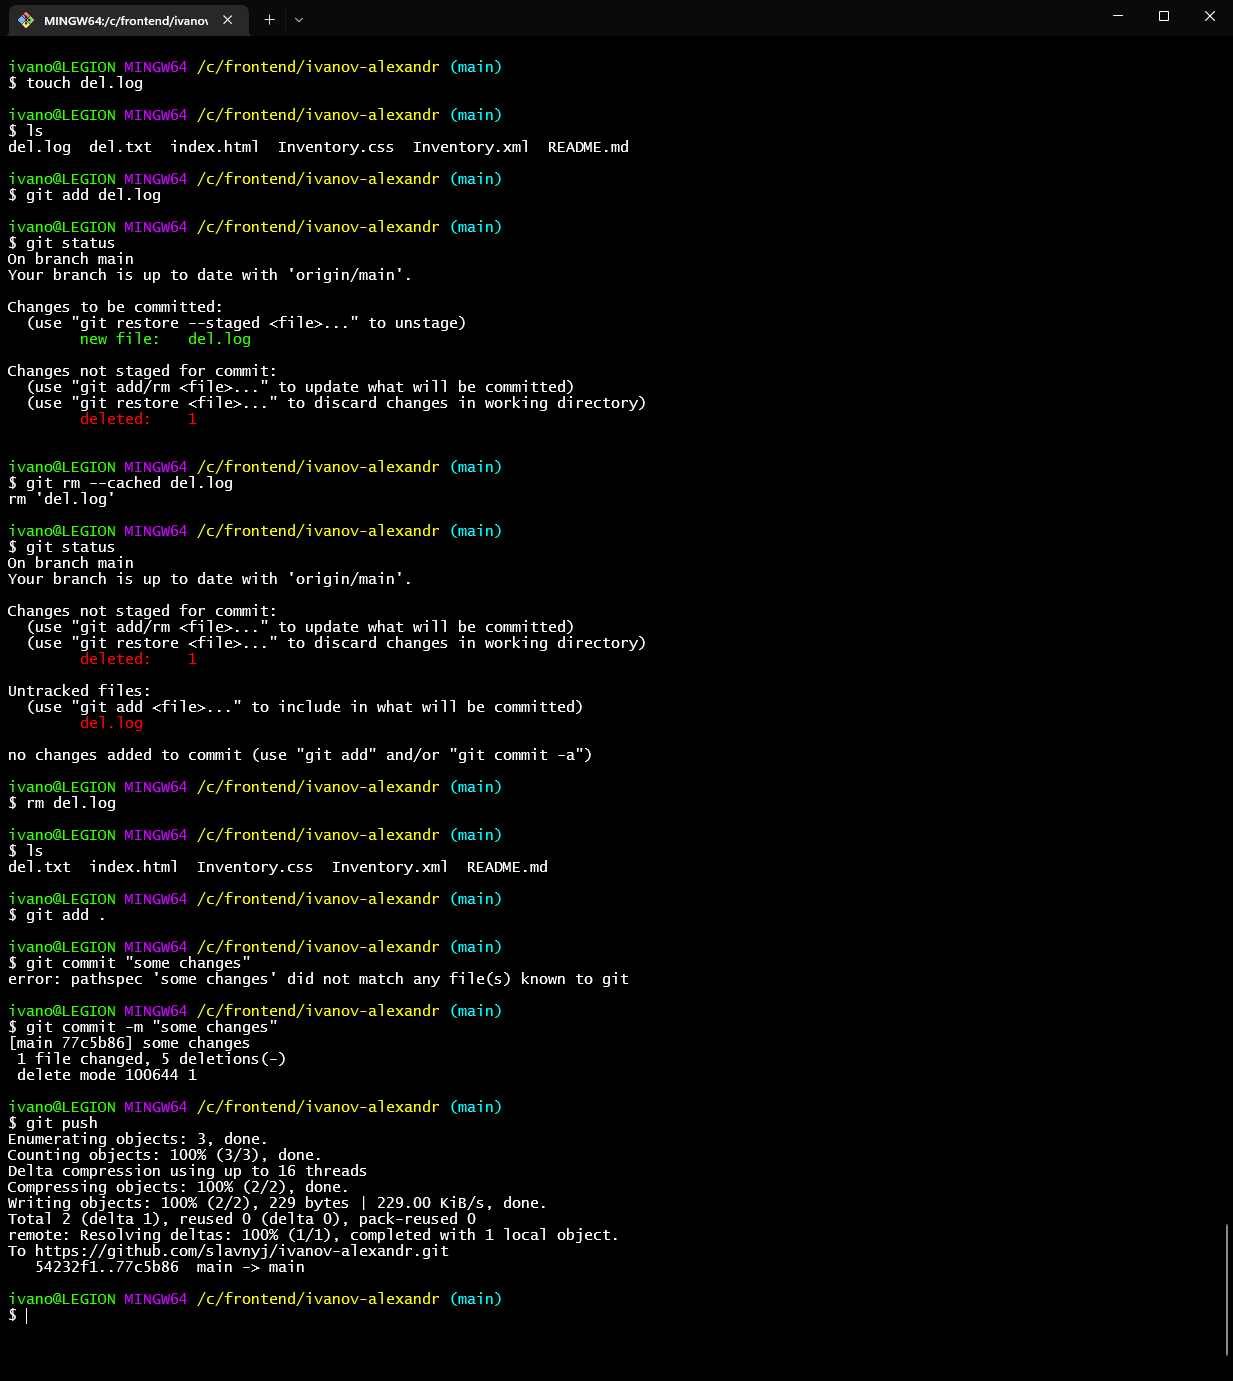 MINGW64:/c/frontend/ivanov
ivano@LEGION MINGW64 /c/frontend/ivanov-alexandr (main)
$ touch del.log
ivano@LEGION MINGW64 /c/frontend/ivanov-alexandr (main)
$ ls
del.log  del.txt  index.html  Inventory.css  Inventory.xml  README.md
ivano@LEGION MINGW64 /c/frontend/ivanov-alexandr (main)
$ git add del.log
ivano@LEGION MINGW64 /c/frontend/ivanov-alexandr (main)
$ git status
On branch main
Your branch is up to date with 'origin/main'.
Changes to be committed:
  (use "git restore --staged <file>..." to unstage)
        new file:   del.log
Changes not staged for commit:
  (use "git add/rm <file>..." to update what will be committed)
  (use "git restore <file>..." to discard changes in working directory)
        deleted:    1
ivano@LEGION MINGW64 /c/frontend/ivanov-alexandr (main)
$ git rm --cached del.log
rm 'del.log'
ivano@LEGION MINGW64 /c/frontend/ivanov-alexandr (main)
$ git status
On branch main
Your branch is up to date with 'origin/main'.
Changes not staged for commit:
  (use "git add/rm <file>..." to update what will be committed)
  (use "git restore <file>..." to discard changes in working directory)
        deleted:    1
Untracked files:
  (use "git add <file>..." to include in what will be committed)
        del.log
no changes added to commit (use "git add" and/or "git commit -a")
ivano@LEGION MINGW64 /c/frontend/ivanov-alexandr (main)
$ rm del.log
ivano@LEGION MINGW64 /c/frontend/ivanov-alexandr (main)
$ ls
del.txt  index.html  Inventory.css  Inventory.xml  README.md
ivano@LEGION MINGW64 /c/frontend/ivanov-alexandr (main)
$ git add .
ivano@LEGION MINGW64 /c/frontend/ivanov-alexandr (main)
$ git commit "some changes"
error: pathspec 'some changes' did not match any file(s) known to git
ivano@LEGION MINGW64 /c/frontend/ivanov-alexandr (main)
$ git commit -m "some changes"
[main 77c5b86] some changes
 1 file changed, 5 deletions(-)
 delete mode 100644 1
ivano@LEGION MINGW64 /c/frontend/ivanov-alexandr (main)
$ git push
Enumerating objects: 3, done.
Counting objects: 100% (3/3), done.
Delta compression using up to 16 threads
Compressing objects: 100% (2/2), done.
Writing objects: 100% (2/2), 229 bytes | 229.00 KiB/s, done.
Total 2 (delta 1), reused 0 (delta 0), pack-reused 0
remote: Resolving deltas: 100% (1/1), completed with 1 local object.
To https://github.com/slavnyj/ivanov-alexandr.git
   54232f1..77c5b86  main -> main
ivano@LEGION MINGW64 /c/frontend/ivanov-alexandr (main)
$